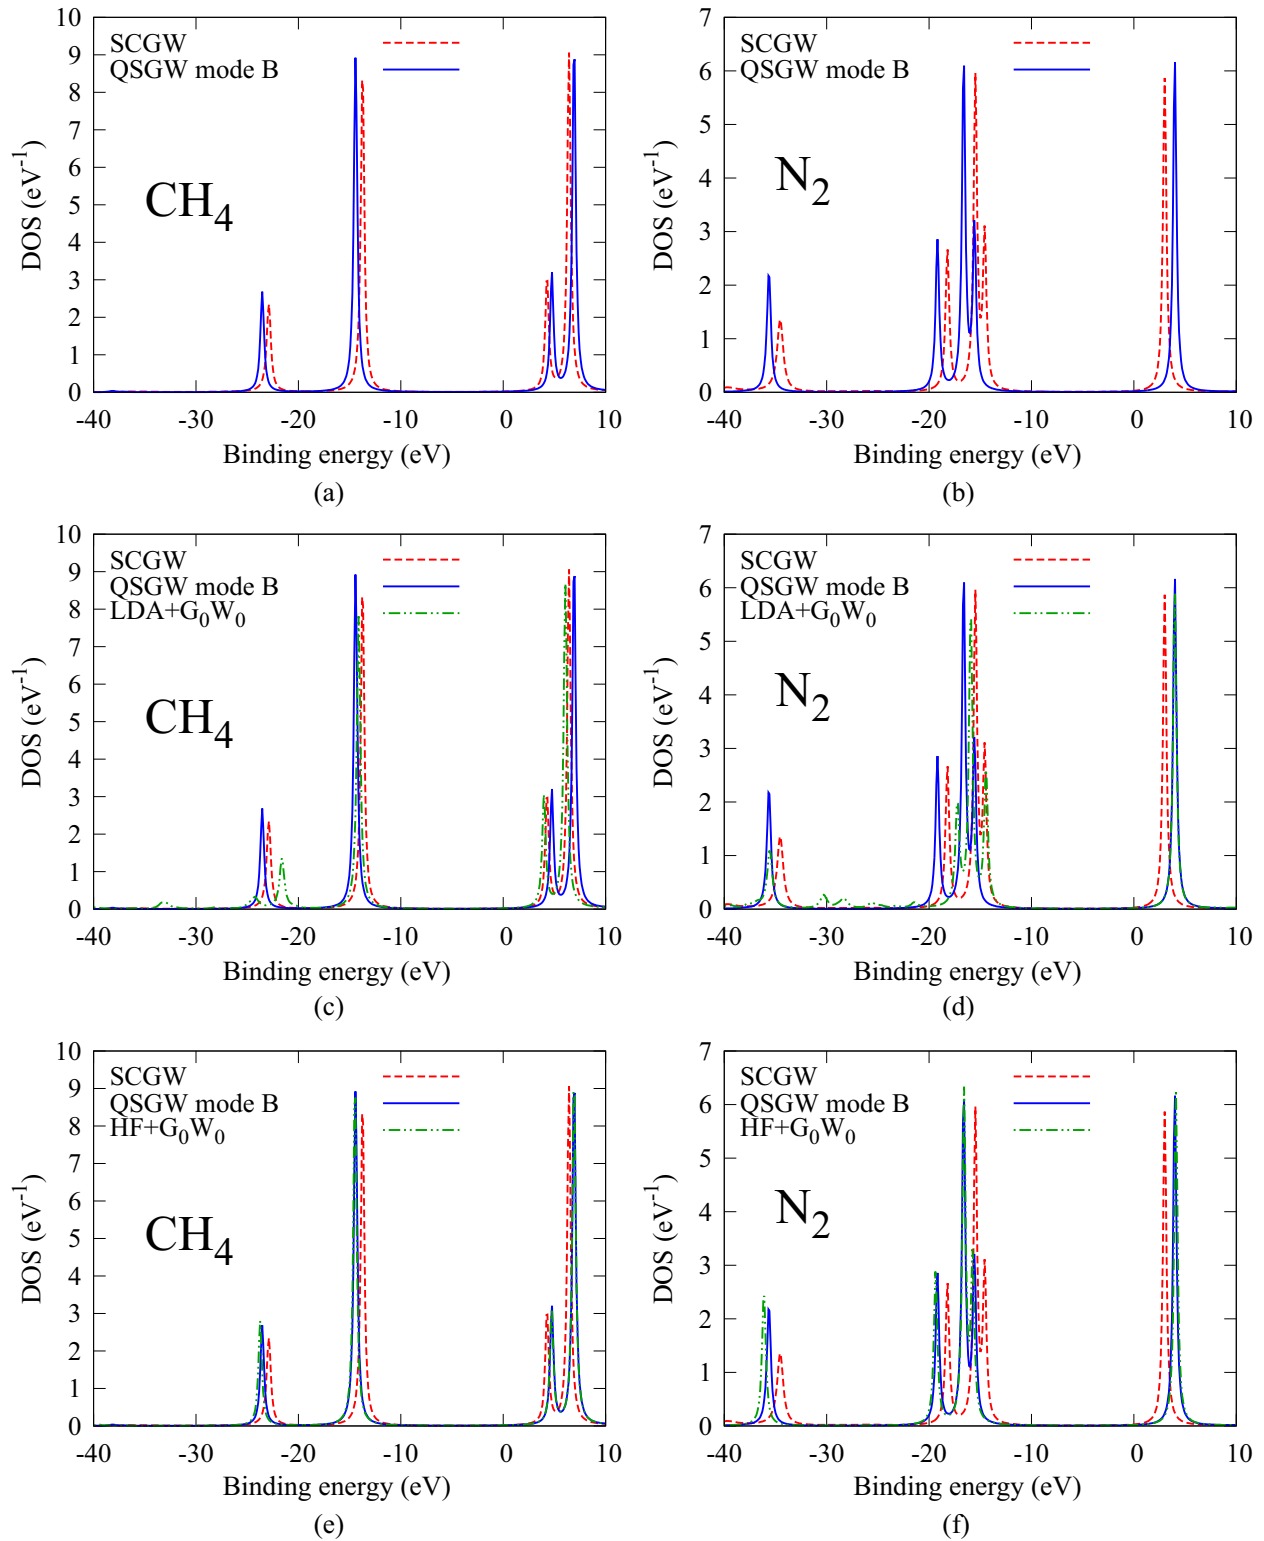 SCGW
QSGW mode B
CH4
DOS (eV-1)
10
9
8
7
6
5
4
3
2
1
0
-40 -30 -20 -10 0 10
Binding energy (eV)
(a)
SCGW
QSGW mode B
N2
DOS (eV-1)
7
6
5
4
3
2
1
0
-40 -30 -20 -10 0 10
Binding energy (eV)
(b)
SCGW
QSGW mode B
LDA+G0W0
CH4
DOS (eV-1)
10
9
8
7
6
5
4
3
2
1
0
-40 -30 -20 -10 0 10
Binding energy (eV)
(c)
SCGW
QSGW mode B
LDA+G0W0
N2
DOS (eV-1)
7
6
5
4
3
2
1
0
-40 -30 -20 -10 0 10
Binding energy (eV)
(d)
SCGW
QSGW mode B
HF+G0W0
CH4
DOS (eV-1)
10
9
8
7
6
5
4
3
2
1
0
-40 -30 -20 -10 0 10
Binding energy (eV)
(e)
SCGW
QSGW mode B
HF+G0W0
N2
DOS (eV-1)
7
6
5
4
3
2
1
0
-40 -30 -20 -10 0 10
Binding energy (eV)
(f)